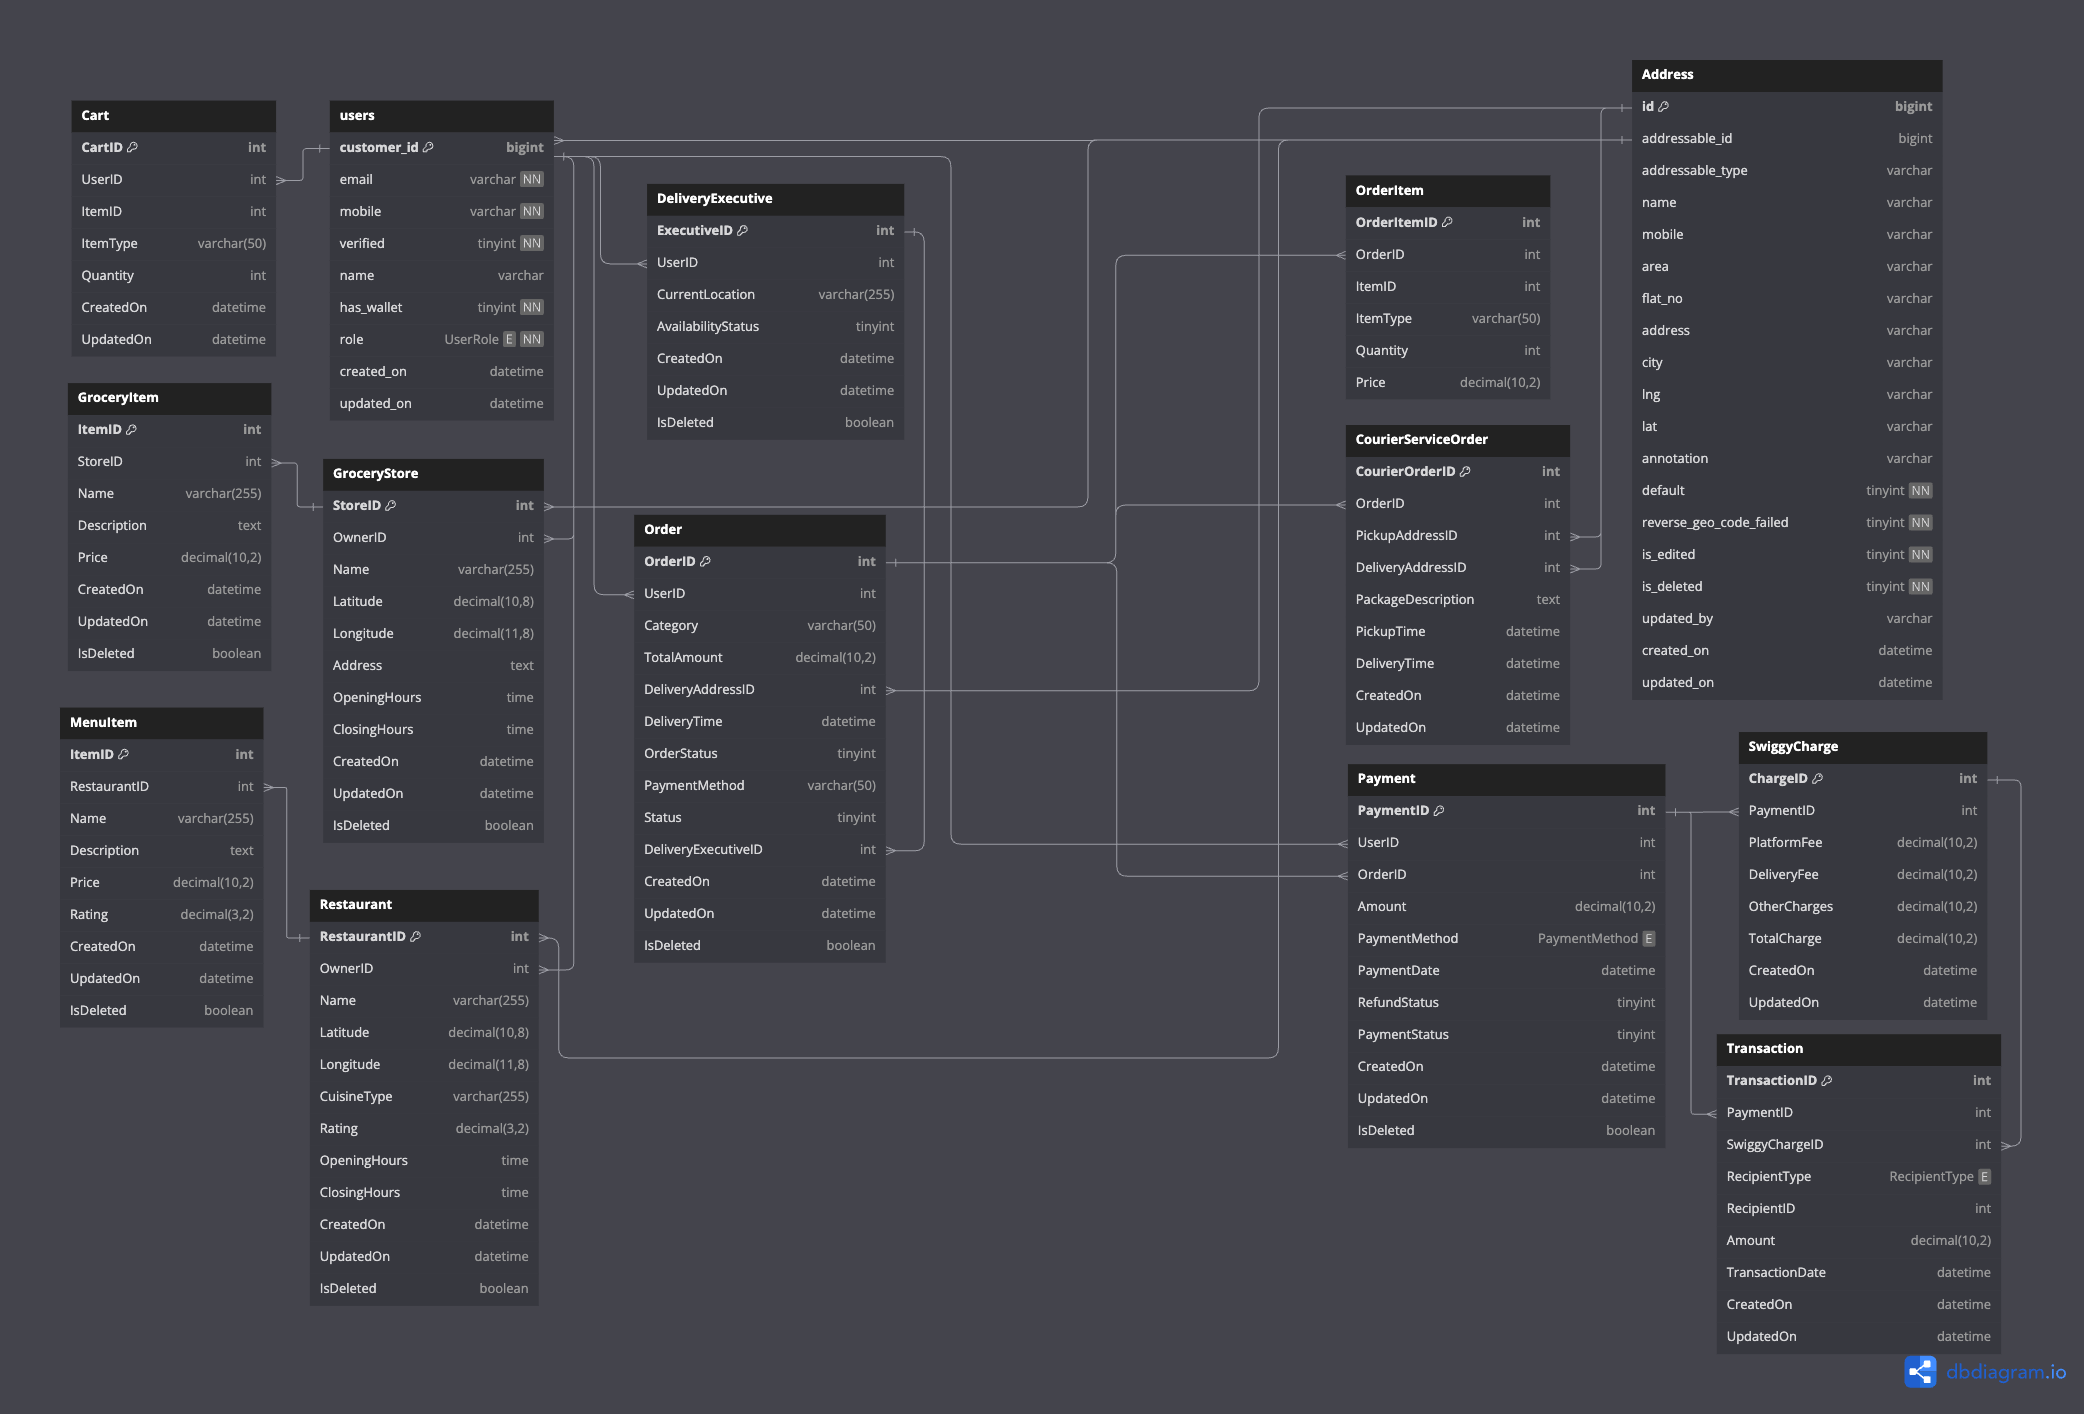 Cart
CartID int
UserID int
ItemID int
ItemType varchar(50)
Quantity int
CreatedOn datetime
UpdatedOn datetime
users
customer_id bigint
email varchar NN
mobile varchar NN
verified tinyint NN
name varchar
has_wallet tinyint NN
role UserRole E NN
created_on datetime
updated_on datetime
DeliveryExecutive
ExecutiveID int
UserID int
CurrentLocation varchar(255)
AvailabilityStatus tinyint
CreatedOn datetime
UpdatedOn datetime
IsDeleted boolean
OrderItem
OrderItemID int
OrderID int
ItemID int
ItemType varchar(50)
Quantity int
Price decimal(10,2)
Address
id bigint
addressable_id bigint
addressable_type varchar
name varchar
mobile varchar
area varchar
flat_no varchar
address varchar
city varchar
lng varchar
lat varchar
annotation varchar
default tinyint NN
reverse_geo_code_failed tinyint NN
is_edited tinyint NN
is_deleted tinyint NN
updated_by varchar
created_on datetime
updated_on datetime
GroceryItem
ItemID int
StoreID int
Name varchar(255)
Description text
Price decimal(10,2)
CreatedOn datetime
UpdatedOn datetime
IsDeleted boolean
GroceryStore
StoreID int
OwnerID int
Name varchar(255)
Latitude decimal(10,8)
Longitude decimal(11,8)
Address text
OpeningHours time
ClosingHours time
CreatedOn datetime
UpdatedOn datetime
IsDeleted boolean
Order
OrderID int
UserID int
Category varchar(50)
TotalAmount decimal(10,2)
DeliveryAddressID int
DeliveryTime datetime
OrderStatus tinyint
PaymentMethod varchar(50)
Status tinyint
DeliveryExecutiveID int
CreatedOn datetime
UpdatedOn datetime
IsDeleted boolean
CourierServiceOrder
CourierOrderID int
OrderID int
PickupAddressID int
DeliveryAddressID int
PackageDescription text
PickupTime datetime
DeliveryTime datetime
CreatedOn datetime
UpdatedOn datetime
MenuItem
ItemID int
RestaurantID int
Name varchar(255)
Description text
Price decimal(10,2)
Rating decimal(3,2)
CreatedOn datetime
UpdatedOn datetime
IsDeleted boolean
Restaurant
RestaurantID int
OwnerID int
Name varchar(255)
Latitude decimal(10,8)
Longitude decimal(11,8)
CuisineType varchar(255)
Rating decimal(3,2)
OpeningHours time
ClosingHours time
CreatedOn datetime
UpdatedOn datetime
IsDeleted boolean
Payment
PaymentID int
UserID int
OrderID int
Amount decimal(10,2)
PaymentMethod PaymentMethod E
PaymentDate datetime
RefundStatus tinyint
PaymentStatus tinyint
CreatedOn datetime
UpdatedOn datetime
IsDeleted boolean
SwiggyCharge
ChargeID int
PaymentID int
PlatformFee decimal(10,2)
DeliveryFee decimal(10,2)
OtherCharges decimal(10,2)
TotalCharge decimal(10,2)
CreatedOn datetime
UpdatedOn datetime
Transaction
TransactionID int
PaymentID int
SwiggyChargeID int
RecipientType RecipientType E
RecipientID int
Amount decimal(10,2)
TransactionDate datetime
CreatedOn datetime
UpdatedOn datetime
dbdiagram.io